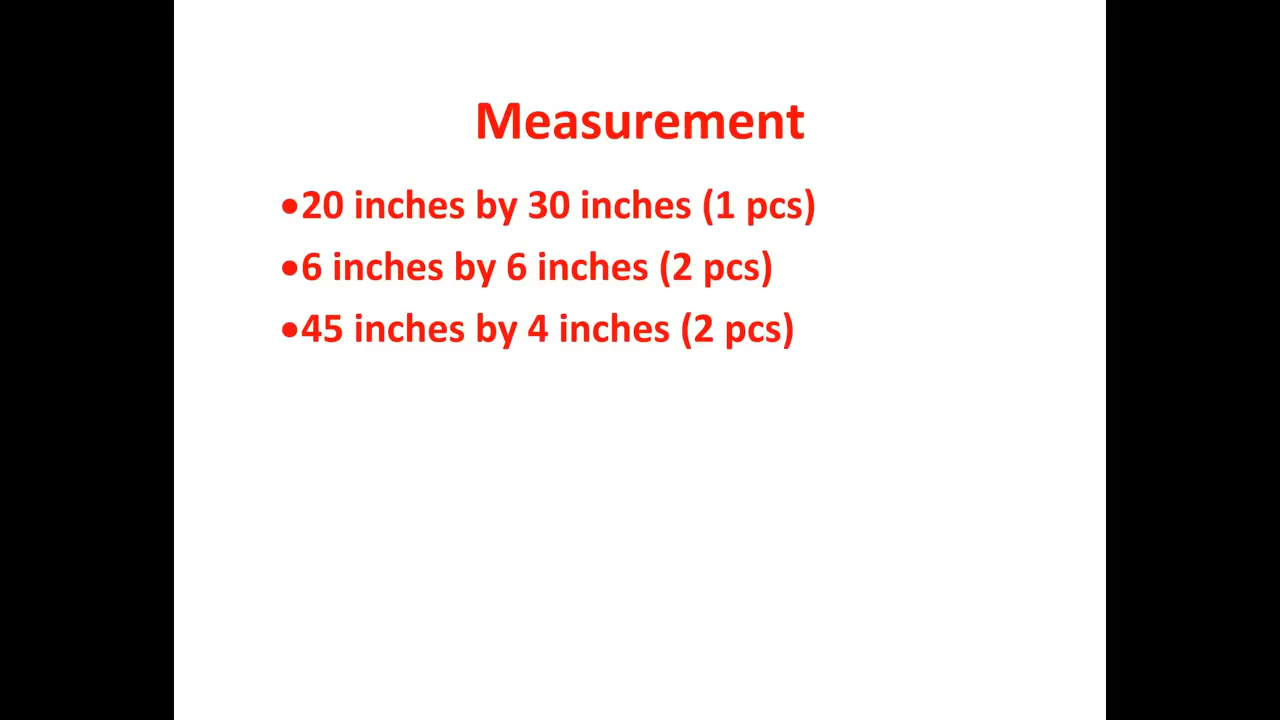 Measurement
•20 inches by 30 inches (1 pcs)
•6 inches by 6 inches (2 pcs)
•45 inches by 4 inches (2 pcs)